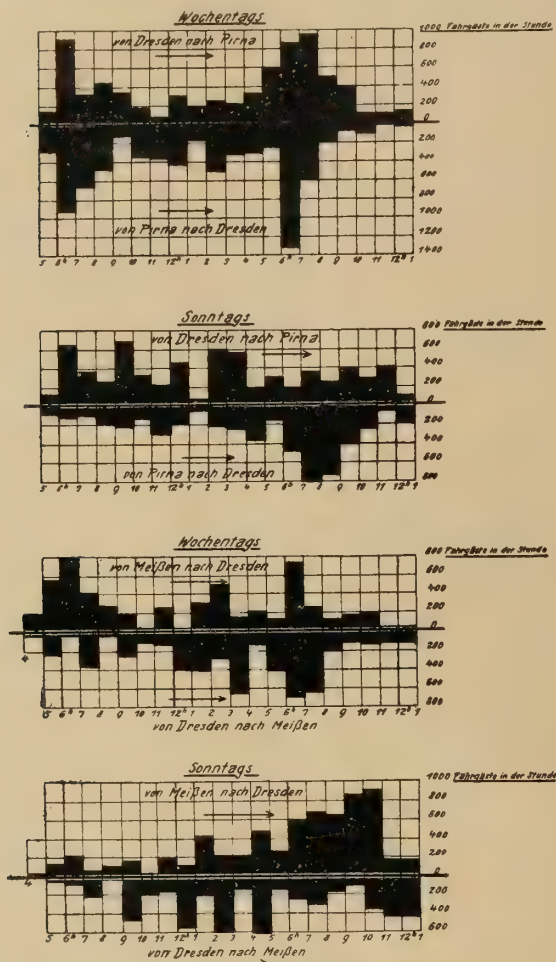 Wochentags
1000 Fahrgäste in der Stunde
von Dresden nach Pirna
800
600
400
200
0
200
400
600
800
1000
von Pirna nach Dresden
1200
1400
5 6ʰ 7 8 9 10 11 12ʰ 1 2 3 4 5 6ʰ 7 8 9 10 11 12ʰ 1
Sonntags
800 Fahrgäste in der Stunde
von Dresden nach Pirna
600
400
200
0
200
400
600
von Pirna nach Dresden
800
5 6ʰ 7 8 9 10 11 12ʰ 1 2 3 4 5 6ʰ 7 8 9 10 11 12ʰ 1
Wochentags
800 Fahrgäste in der Stunde
von Meißen nach Dresden
600
400
200
0
200
400
600
800
5 6ʰ 7 8 9 10 11 12ʰ 1 2 3 4 5 6ʰ 7 8 9 10 11 12ʰ 1
von Dresden nach Meißen
Sonntags
1000 Fahrgäste in der Stunde
von Meißen nach Dresden
800
600
400
200
0
4
200
400
600
5 6ʰ 7 8 9 10 11 12ʰ 1 2 3 4 5 6ʰ 7 8 9 10 11 12ʰ 1
von Dresden nach Meißen